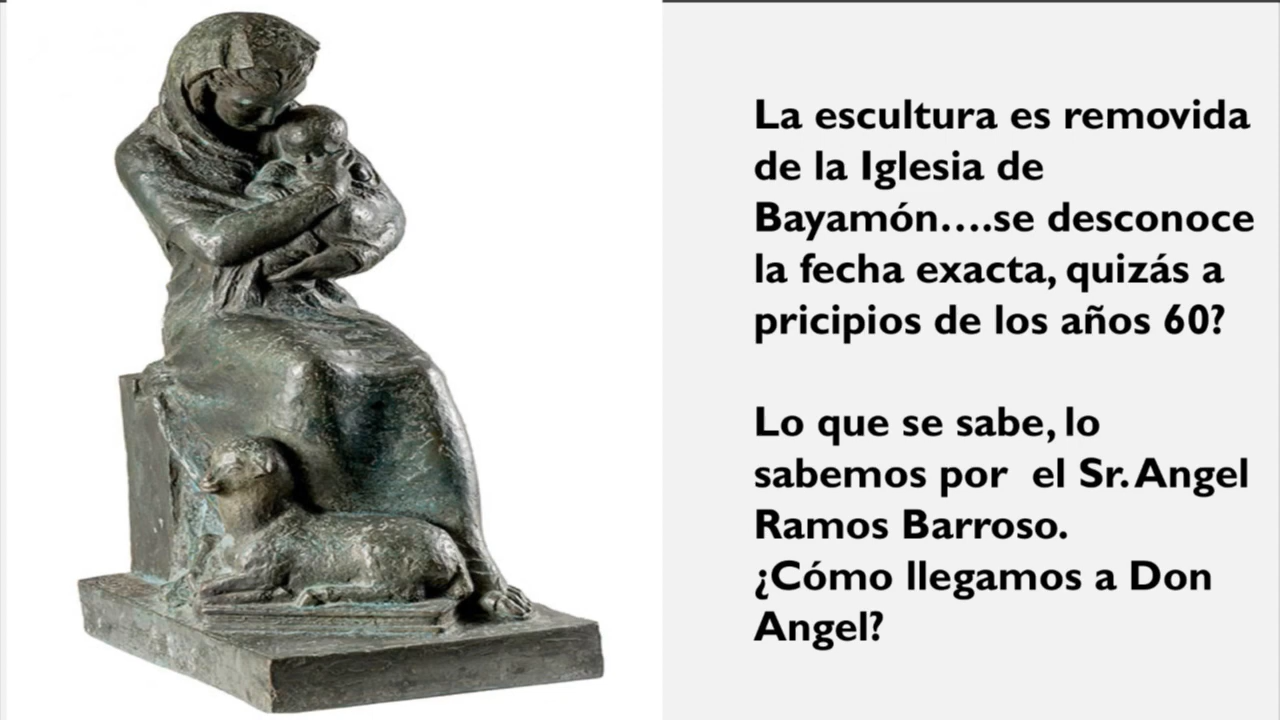 La escultura es removida
de la Iglesia de
Bayamón....se desconoce
la fecha exacta, quizás a
pricipios de los años 60?
Lo que se sabe, lo
sabemos por  el Sr. Angel
Ramos Barroso.
¿Cómo llegamos a Don
Angel?